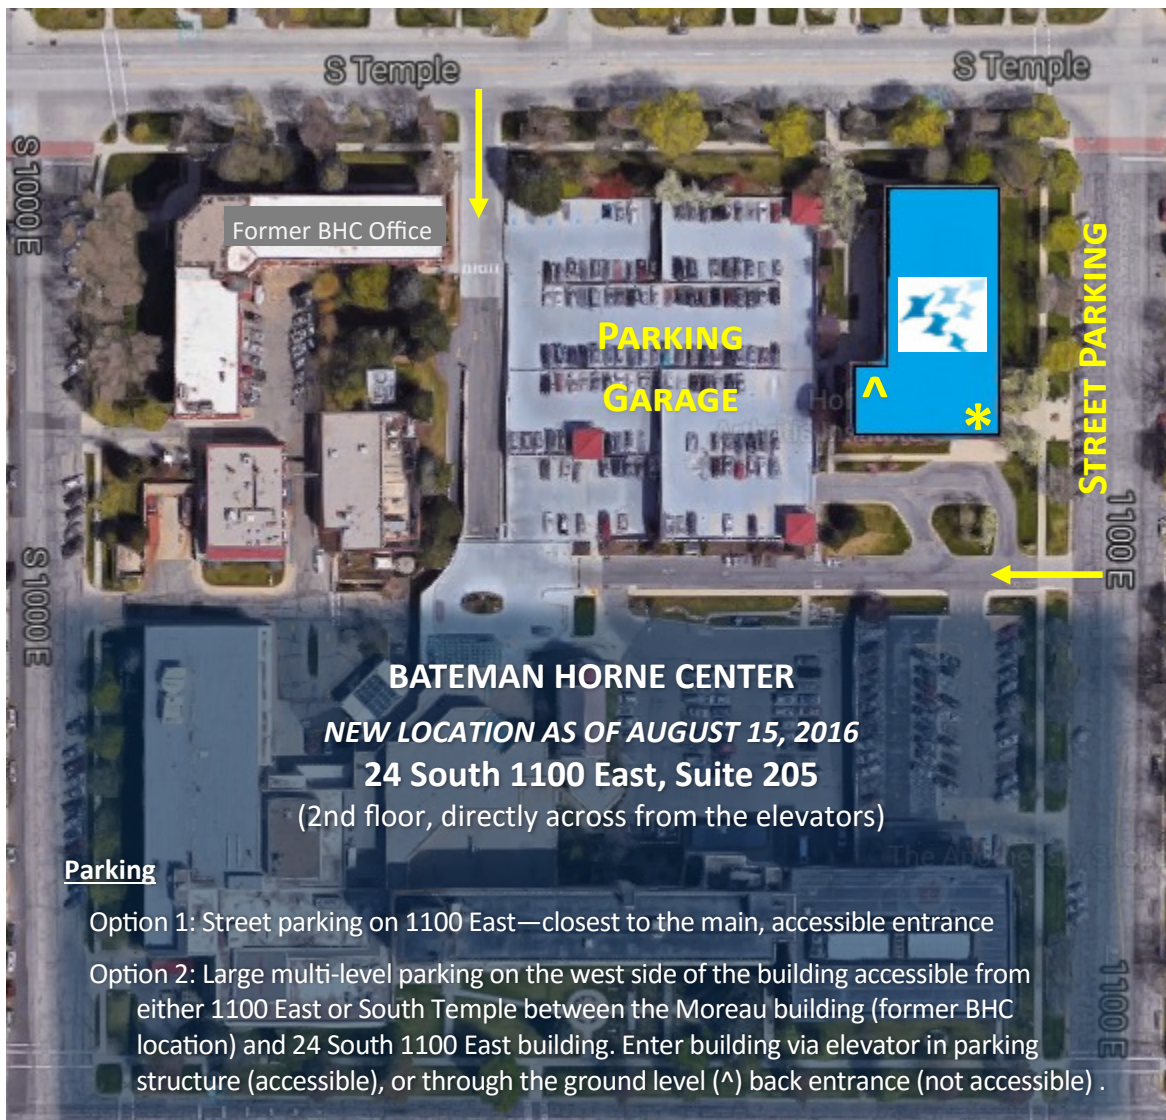 S Temple
S Temple
S 1000 E
Former BHC Office
STREET PARKING
PARKING
GARAGE
^
*
1100 E
S 1000 E
BATEMAN HORNE CENTER
NEW LOCATION AS OF AUGUST 15, 2016
24 South 1100 East, Suite 205
(2nd floor, directly across from the elevators)
Parking
Option 1: Street parking on 1100 East—closest to the main, accessible entrance
Option 2: Large multi-level parking on the west side of the building accessible from
either 1100 East or South Temple between the Moreau building (former BHC
location) and 24 South 1100 East building. Enter building via elevator in parking
structure (accessible), or through the ground level (^) back entrance (not accessible) .
1100 E